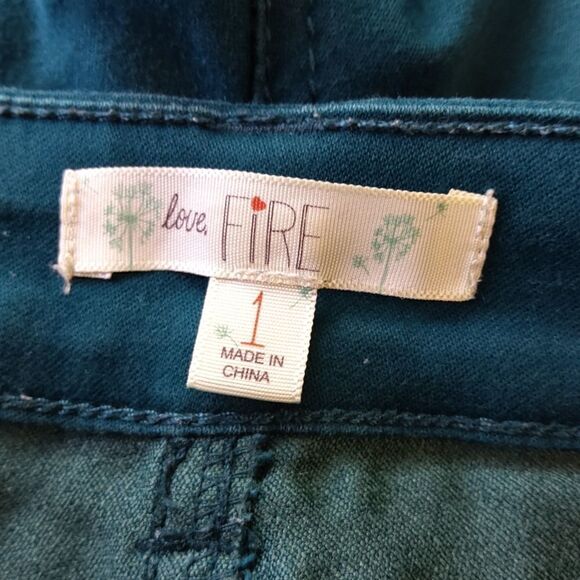 love, FiRE
1
MADE IN
CHINA